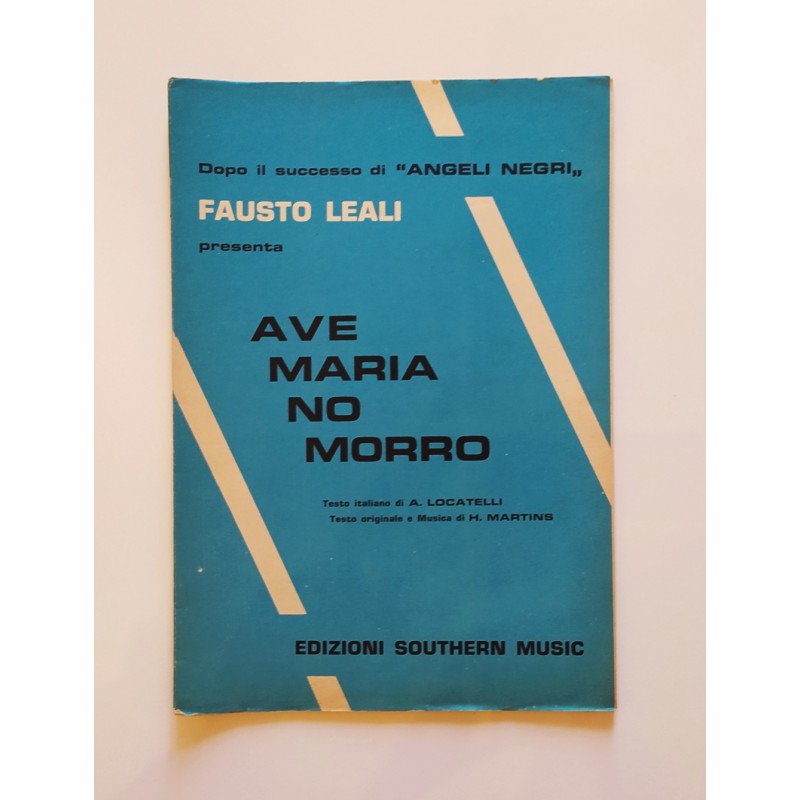 Dopo il successo di "ANGELI NEGRI„
FAUSTO LEALI
presenta
AVE
MARIA
NO
MORRO
Testo italiano di A. LOCATELLI
Testo originale e Musica di H. MARTINS
EDIZIONI SOUTHERN MUSIC